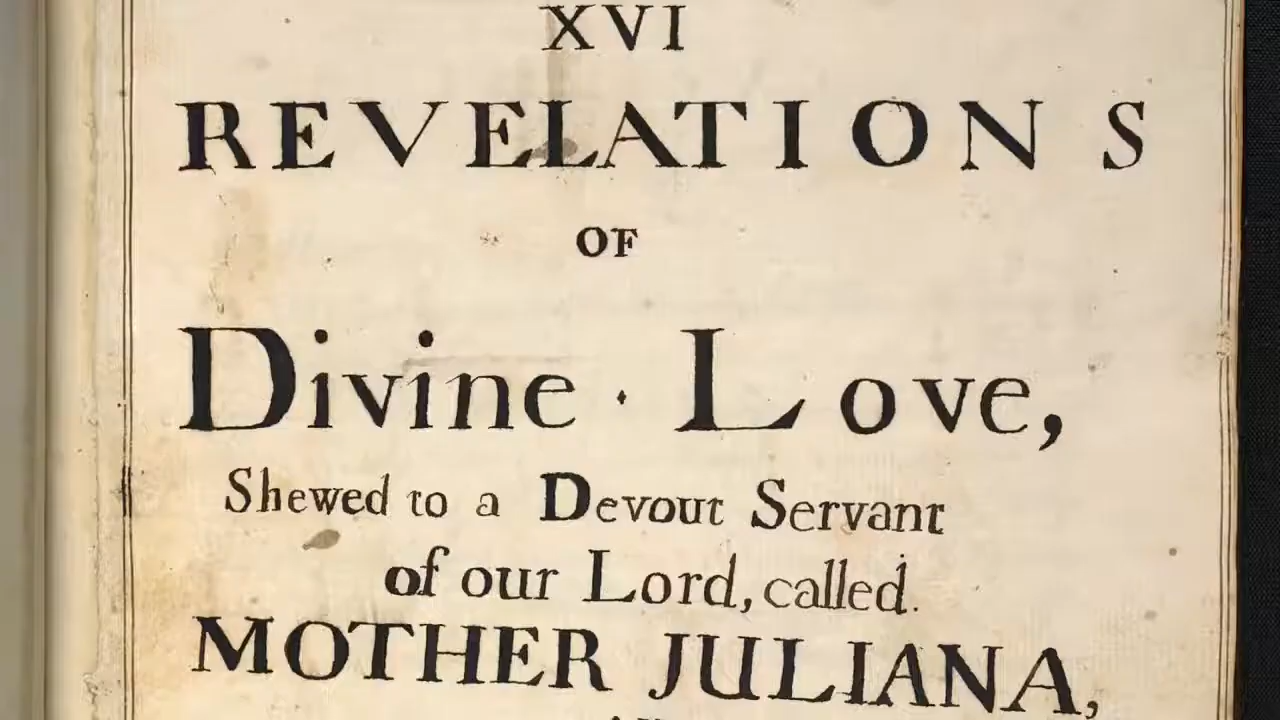 XVI
REVELATIONS
OF
Divine · Love,
Shewed to a Devout Servant
of our Lord, called.
MOTHER JULIANA,